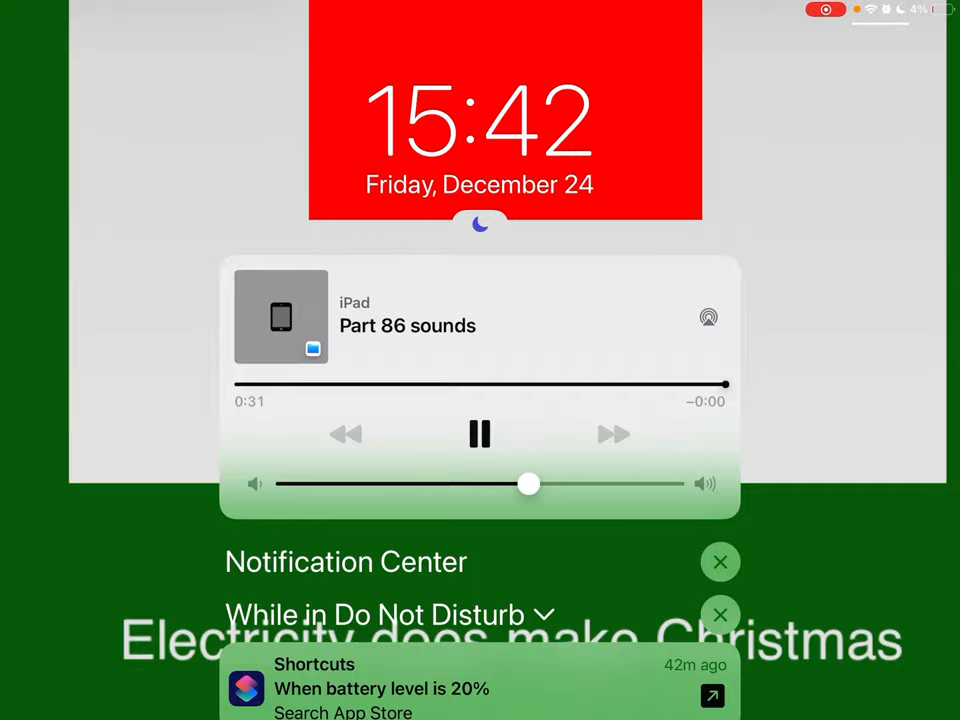 4%
15:42
Friday, December 24
iPad
Part 86 sounds
0:31
−0:00
Notification Center
While in Do Not Disturb
Electricity does make Christmas
Shortcuts
42m ago
When battery level is 20%
Search App Store